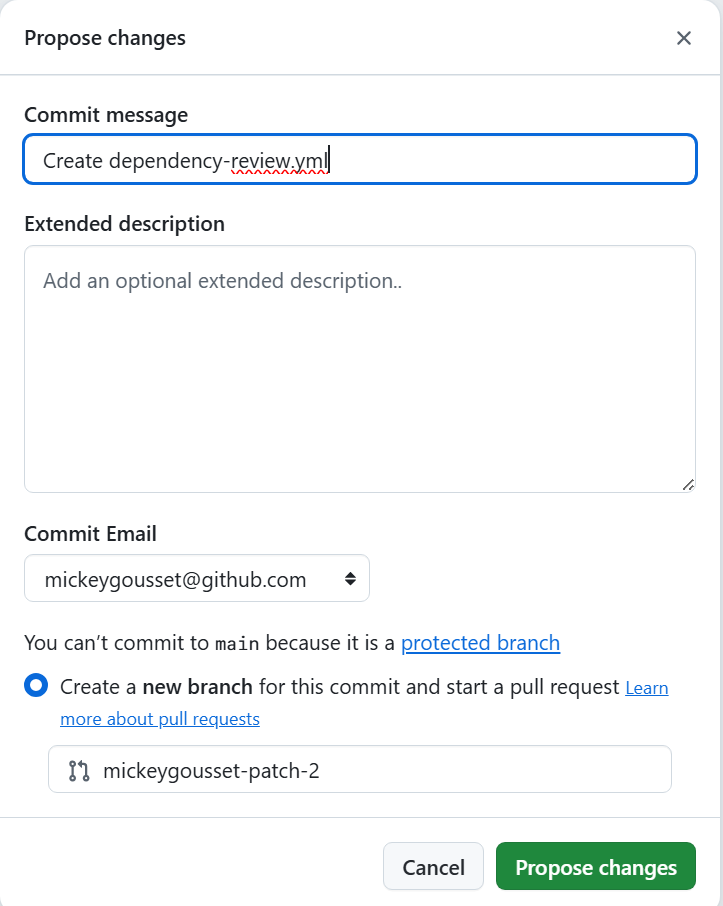 Propose changes
Commit message
Create dependency-review.yml
Extended description
Add an optional extended description..
Commit Email
mickeygousset@github.com
You can’t commit to main because it is a protected branch
Create a new branch for this commit and start a pull request Learn
more about pull requests
mickeygousset-patch-2
Cancel Propose changes